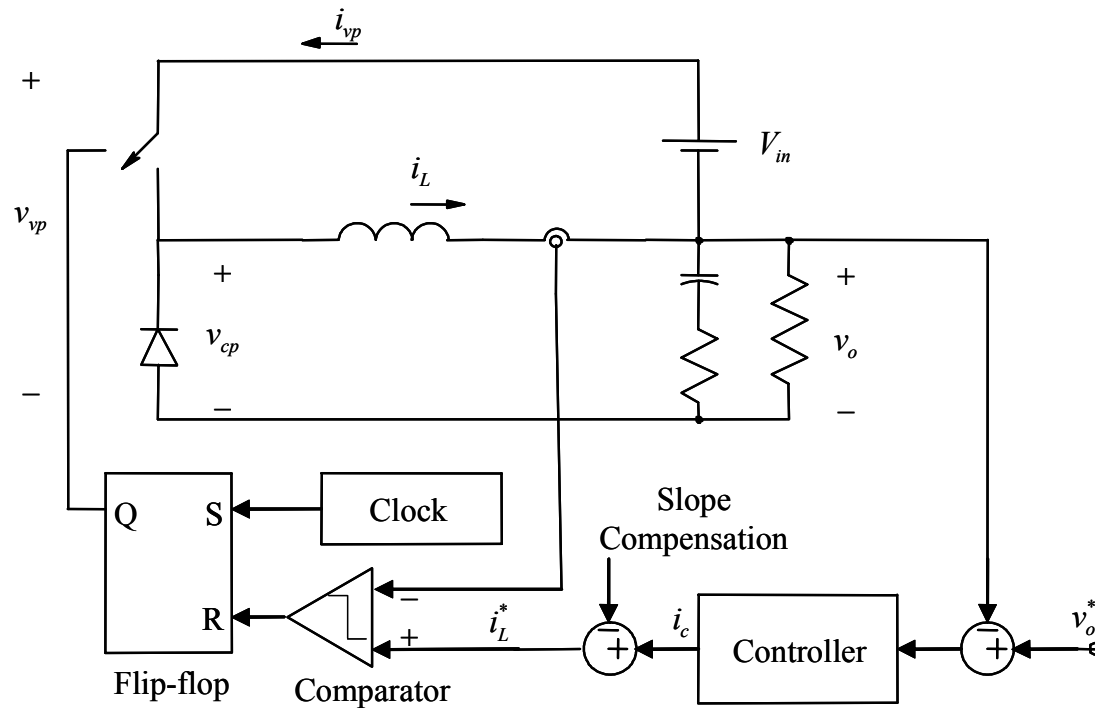 i_vp
+
V_in
i_L
v_vp
+
+
v_cp
v_o
−
−
−
Q
S
Clock
Slope
Compensation
−
−
−
R
+
i_L^*
+
i_c
Controller
+
v_o^*
Flip-flop
Comparator